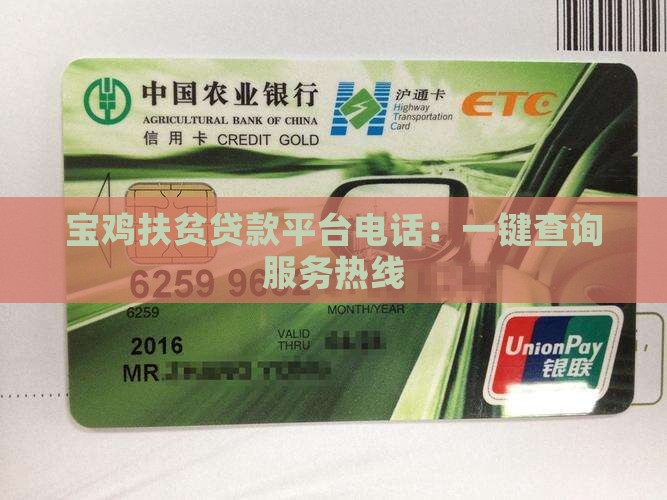 中国农业银行
AGRICULTURAL BANK OF CHINA
信用卡 CREDIT GOLD
沪通卡
Highway
Transportation
Card
ETC
宝鸡扶贫贷款平台电话：一键查询
服务热线
6259
6259
MONTH/YEAR
2016
VALID
THRU
MR.
UnionPay
银联